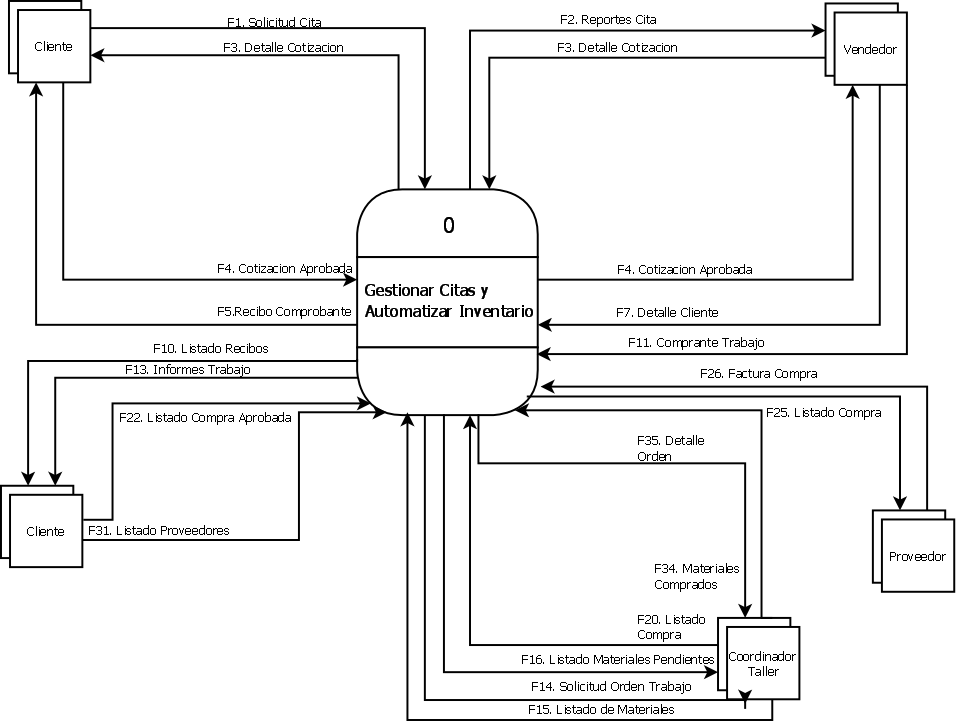 F1. Solicitud Cita
F2. Reportes Cita
Cliente
F3. Detalle Cotizacion
F3. Detalle Cotizacion
Vendedor
0
F4. Cotizacion Aprobada
F4. Cotizacion Aprobada
Gestionar Citas y
Automatizar Inventario
F5.Recibo Comprobante
F7. Detalle Cliente
F10. Listado Recibos
F11. Comprante Trabajo
F13. Informes Trabajo
F26. Factura Compra
F22. Listado Compra Aprobada
F25. Listado Compra
F35. Detalle
Orden
Cliente
F31. Listado Proveedores
Proveedor
F34. Materiales
Comprados
F20. Listado
Compra
F16. Listado Materiales Pendientes
Coordinador
Taller
F14. Solicitud Orden Trabajo
F15. Listado de Materiales